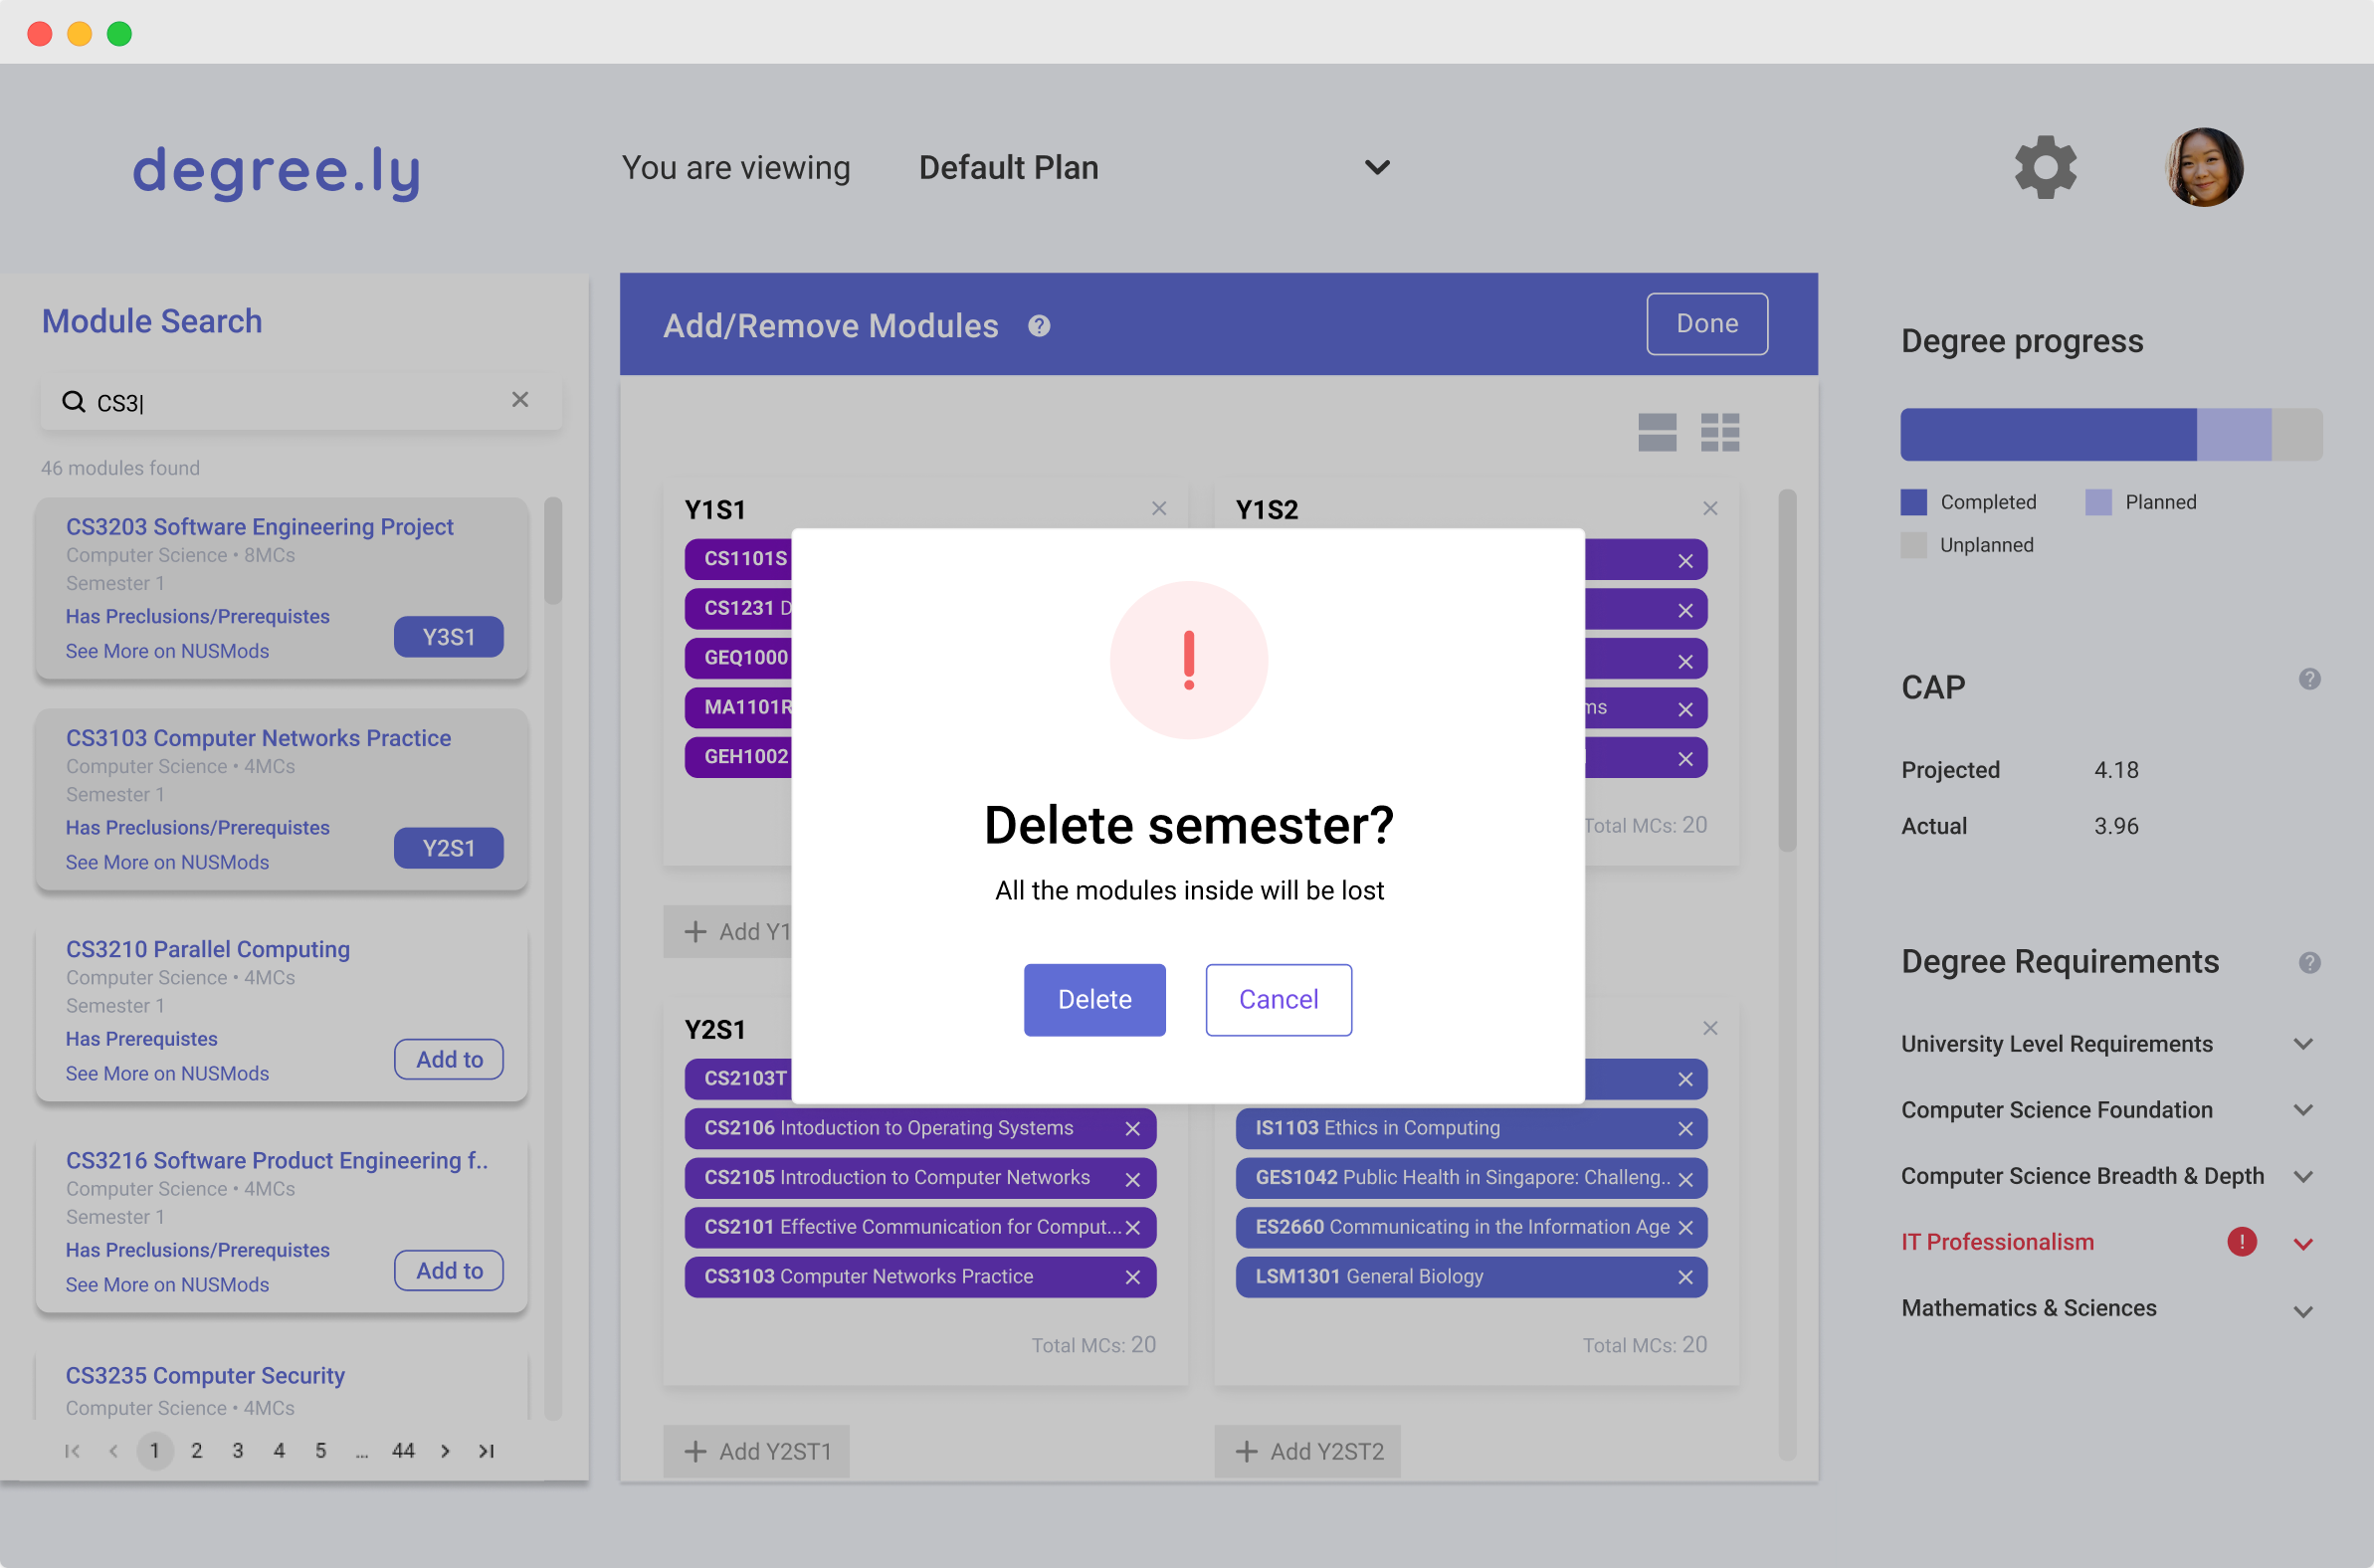 degree.ly
You are viewing
Default Plan
Module Search
CS3
46 modules found
CS3203 Software Engineering Project
Computer Science • 8MCs
Semester 1
Has Preclusions/Prerequistes
See More on NUSMods
Y3S1
CS3103 Computer Networks Practice
Computer Science • 4MCs
Semester 1
Has Preclusions/Prerequistes
See More on NUSMods
Y2S1
CS3210 Parallel Computing
Computer Science • 4MCs
Semester 1
Has Prerequistes
See More on NUSMods
Add to
CS3216 Software Product Engineering f..
Computer Science • 4MCs
Semester 1
Has Preclusions/Prerequistes
See More on NUSMods
Add to
CS3235 Computer Security
Computer Science • 4MCs
1 2 3 4 5 ... 44
Add/Remove Modules ?
Done
Y1S1
CS1101S
CS1231 D
GEQ1000
MA1101R
GEH1002
Add Y1
Y1S2
ms
Total MCs: 20
Delete semester?
All the modules inside will be lost
Delete
Cancel
Y2S1
CS2103T
CS2106 Intoduction to Operating Systems
CS2105 Introduction to Computer Networks
CS2101 Effective Communication for Comput...
CS3103 Computer Networks Practice
Total MCs: 20
Add Y2ST1
IS1103 Ethics in Computing
GES1042 Public Health in Singapore: Challeng..
ES2660 Communicating in the Information Age
LSM1301 General Biology
Total MCs: 20
Add Y2ST2
Degree progress
Completed
Planned
Unplanned
CAP ?
Projected 4.18
Actual 3.96
Degree Requirements ?
University Level Requirements
Computer Science Foundation
Computer Science Breadth & Depth
IT Professionalism !
Mathematics & Sciences